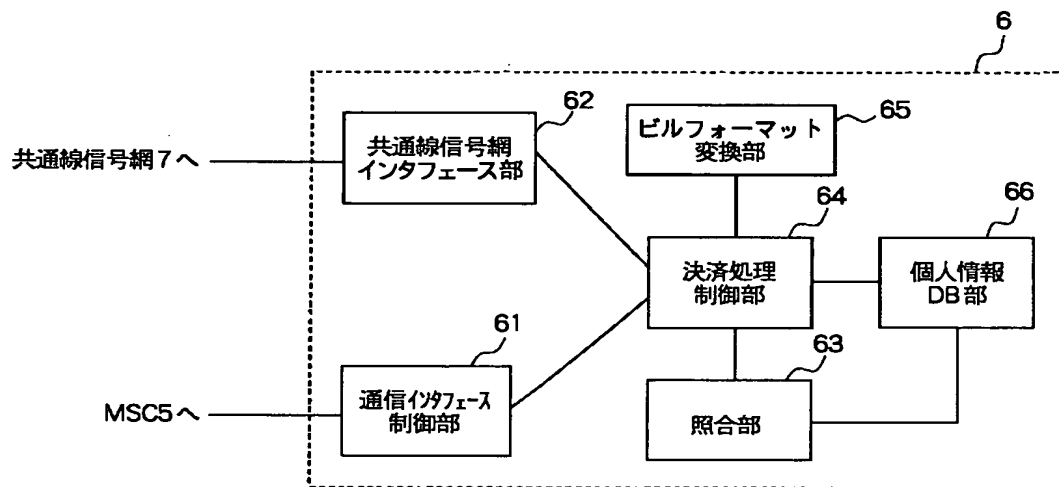 6
62
65
共通線信号網7へ
共通線信号網
インタフェース部
ビルフォーマット
変換部
64
66
決済処理
制御部
個人情報
DB部
61
63
MSC5へ
通信インタフェース
制御部
照合部